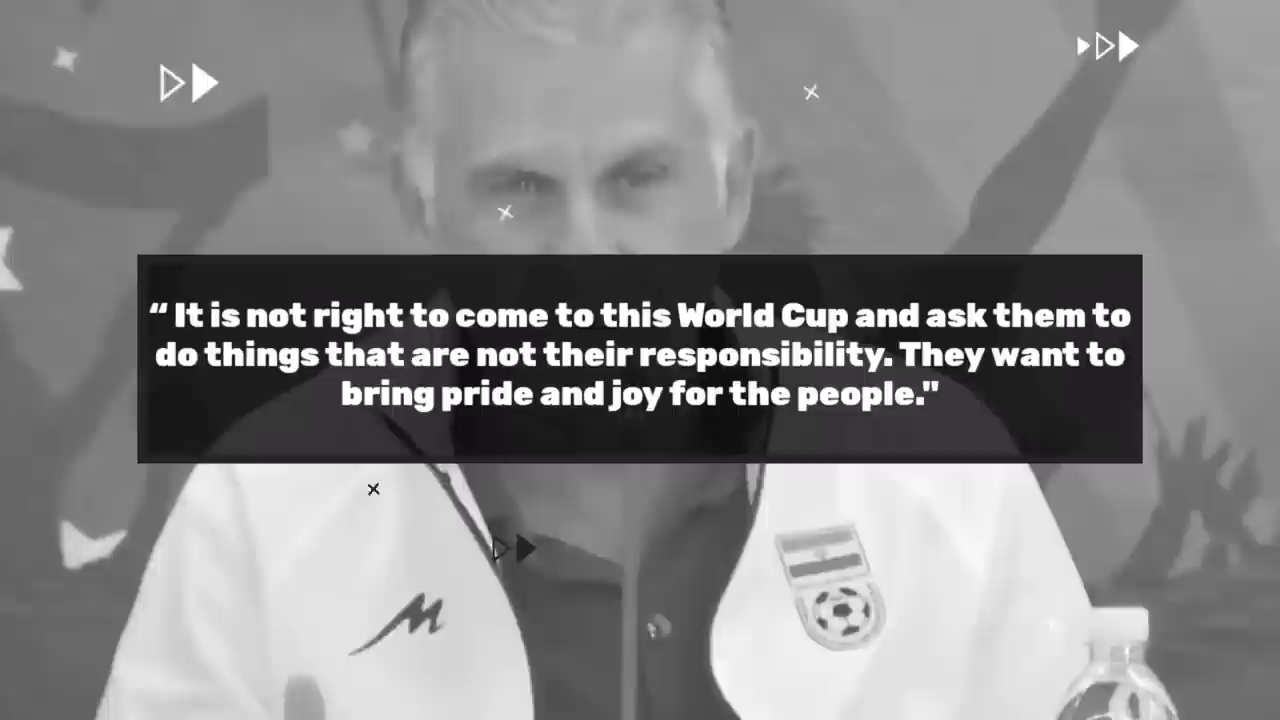 “ It is not right to come to this World Cup and ask them to
do things that are not their responsibility. They want to
bring pride and joy for the people."